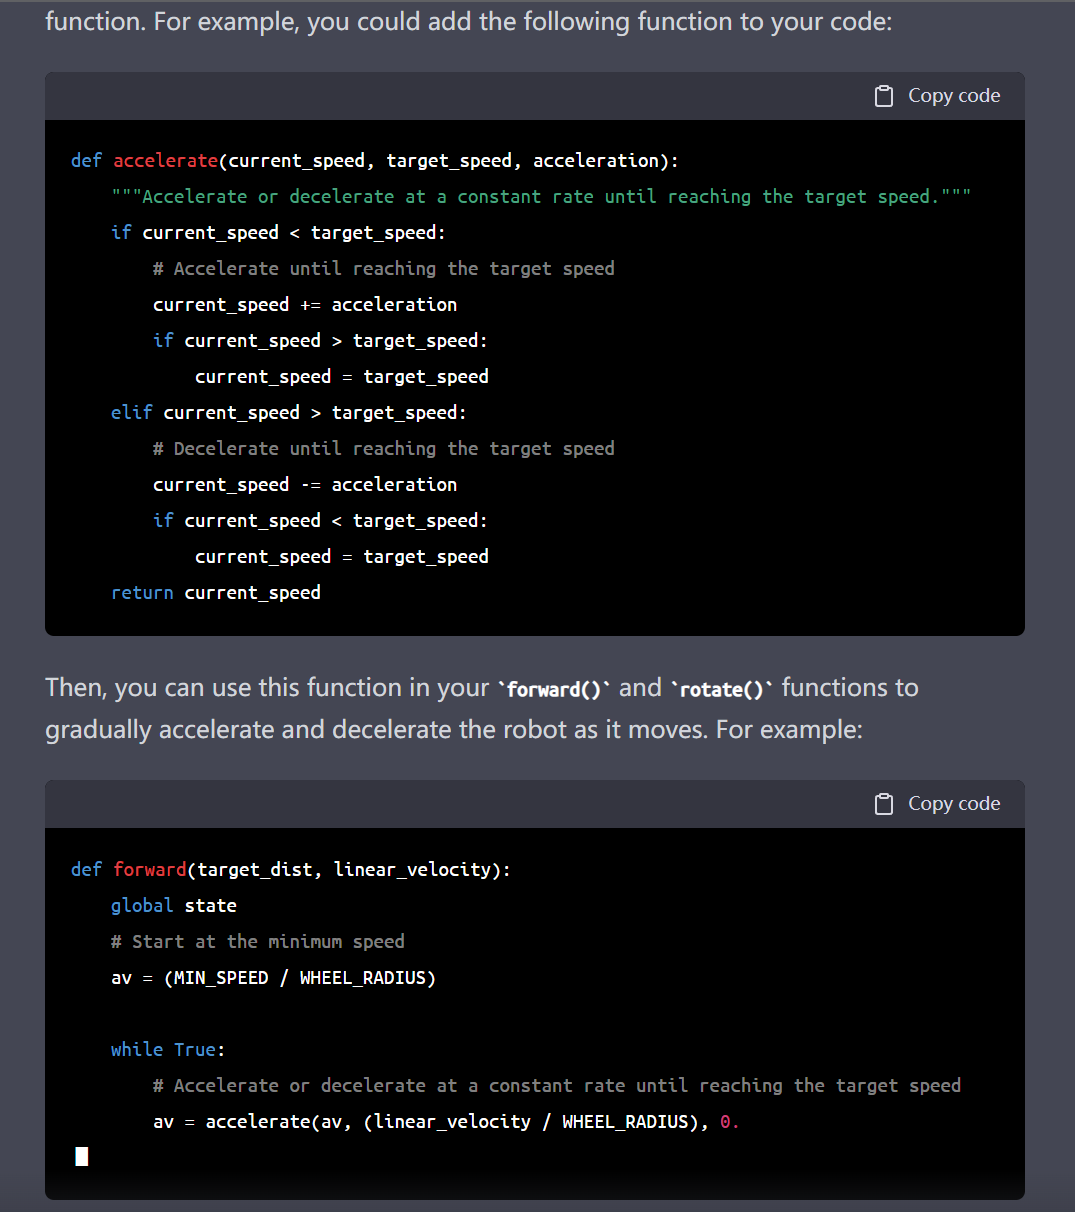 function. For example, you could add the following function to your code:
Copy code
def accelerate(current_speed, target_speed, acceleration):
    """Accelerate or decelerate at a constant rate until reaching the target speed."""
    if current_speed < target_speed:
        # Accelerate until reaching the target speed
        current_speed += acceleration
        if current_speed > target_speed:
            current_speed = target_speed
    elif current_speed > target_speed:
        # Decelerate until reaching the target speed
        current_speed -= acceleration
        if current_speed < target_speed:
            current_speed = target_speed
    return current_speed
Then, you can use this function in your `forward()` and `rotate()` functions to
gradually accelerate and decelerate the robot as it moves. For example:
Copy code
def forward(target_dist, linear_velocity):
    global state
    # Start at the minimum speed
    av = (MIN_SPEED / WHEEL_RADIUS)
    while True:
        # Accelerate or decelerate at a constant rate until reaching the target speed
        av = accelerate(av, (linear_velocity / WHEEL_RADIUS), 0.